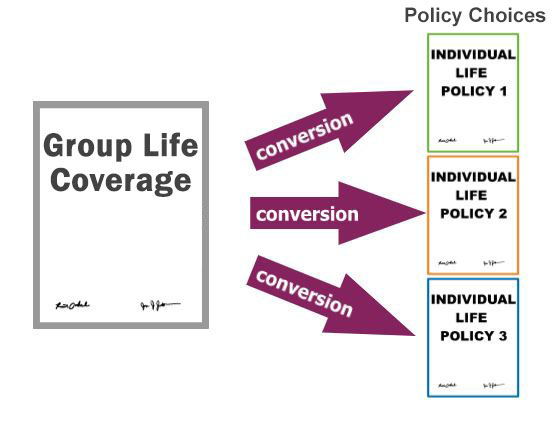 Policy Choices
Group Life
Coverage
conversion
conversion
conversion
INDIVIDUAL
LIFE
POLICY 1
INDIVIDUAL
LIFE
POLICY 2
INDIVIDUAL
LIFE
POLICY 3